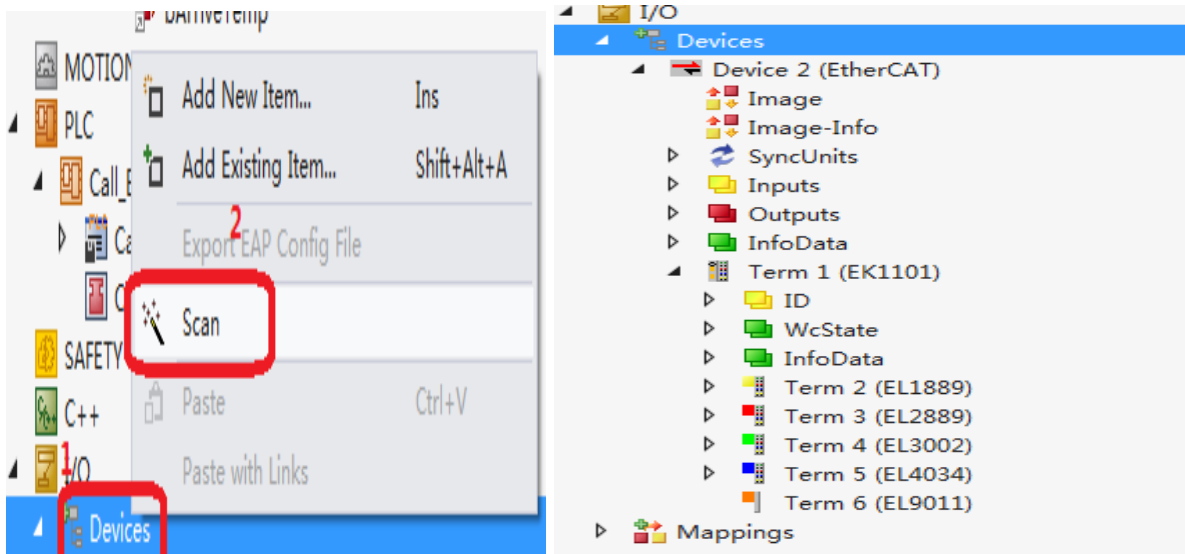 MOTION
PLC
SAFETY
C++
1
I/O
Devices
Add New Item... Ins
Add Existing Item... Shift+Alt+A
2
Export EAP Config File
Scan
Paste Ctrl+V
Paste with Links
I/O
Devices
Device 2 (EtherCAT)
Image
Image-Info
SyncUnits
Inputs
Outputs
InfoData
Term 1 (EK1101)
ID
WcState
InfoData
Term 2 (EL1889)
Term 3 (EL2889)
Term 4 (EL3002)
Term 5 (EL4034)
Term 6 (EL9011)
Mappings